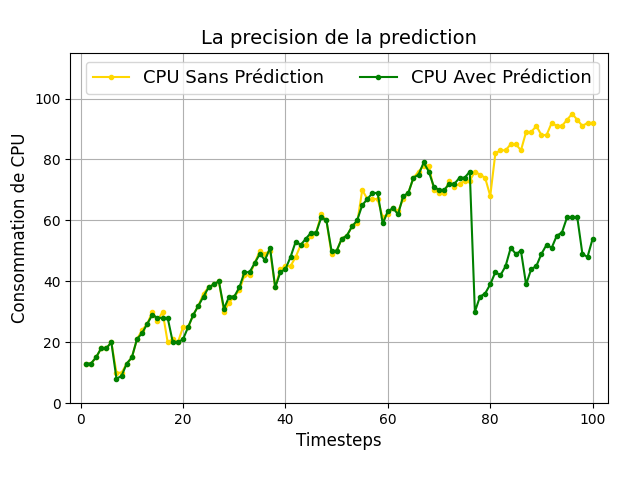 La precision de la prediction
CPU Sans Prédiction
CPU Avec Prédiction
Consommation de CPU
100
80
60
40
20
0
0
20
40
60
80
100
Timesteps